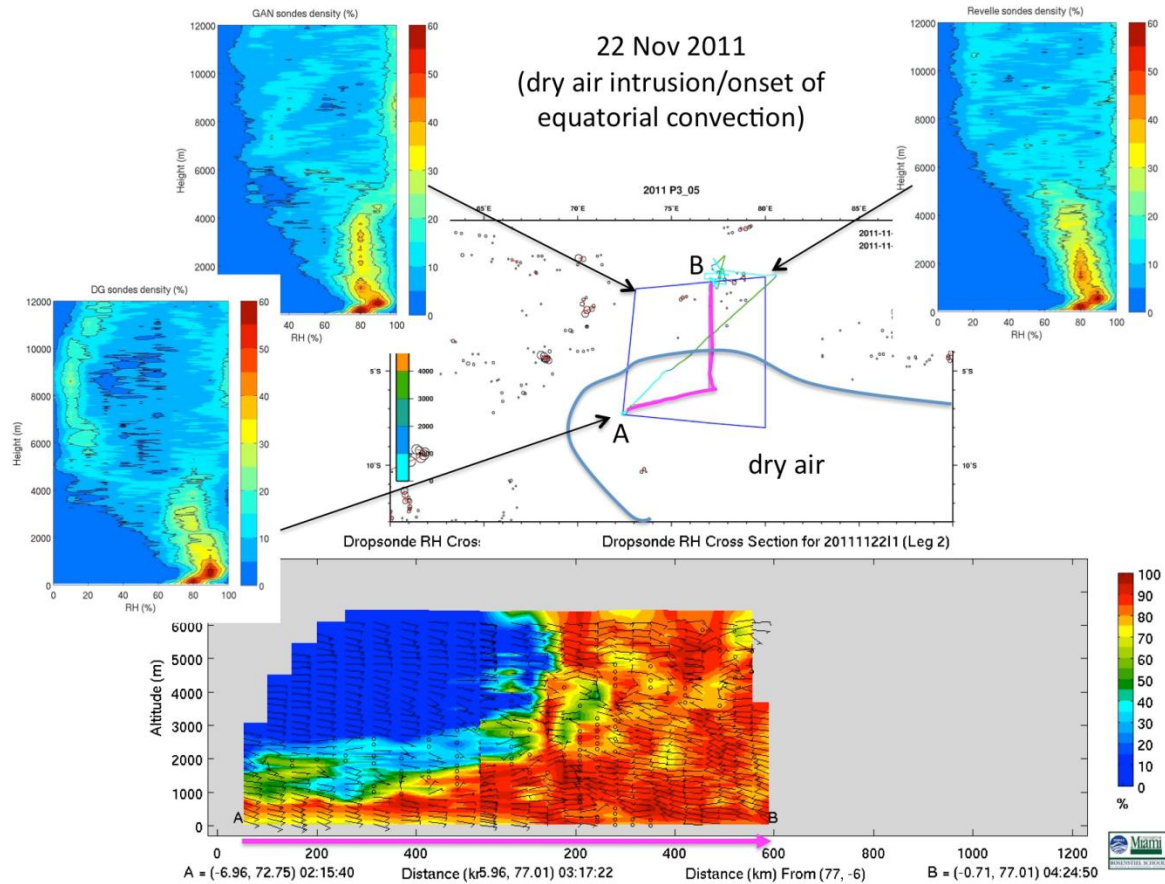 GAN sondes density (%)
12000
10000
8000
6000
4000
2000
Height (m)
40 60 80 100
RH (%)
60
50
40
30
20
10
0
22 Nov 2011
(dry air intrusion/onset of
equatorial convection)
Revelle sondes density (%)
12000
10000
8000
6000
4000
2000
0
Height (m)
0 20 40 60 80 100
RH (%)
60
50
40
30
20
10
0
DG sondes density (%)
12000
10000
8000
6000
4000
2000
0
Height (m)
0 20 40 60 80 100
RH (%)
60
50
40
30
20
10
0
2011 P3_05
65°E 70°E 75°E 80°E 85°
2011-11-
2011-11-
B
5°S 5°S
4000
3000
2000
1000
A
10°S 10°S
dry air
Dropsonde RH Cros: Dropsonde RH Cross Section for 20111122I1 (Leg 2)
6000
5000
4000
3000
2000
1000
0
Altitude (m)
A B
100
90
80
70
60
50
40
30
20
10
0
%
0 200 400 200 400 600 800 1000 1200
A = (-6.96, 72.75) 02:15:40 Distance (kr5.96, 77.01) 03:17:22 Distance (km) From (77, -6) B = (-0.71, 77.01) 04:24:50
Miami
ROSENSTIEL SCHOOL